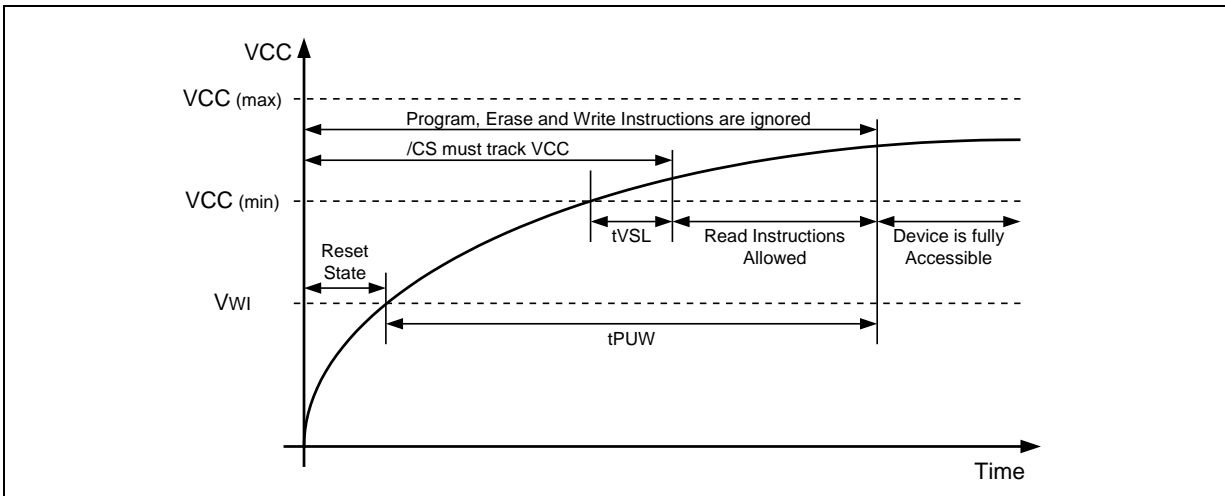 VCC
VCC (max)
Program, Erase and Write Instructions are ignored
/CS must track VCC
VCC (min)
tVSL
Read Instructions
Allowed
Device is fully
Accessible
Reset
State
VWI
tPUW
Time